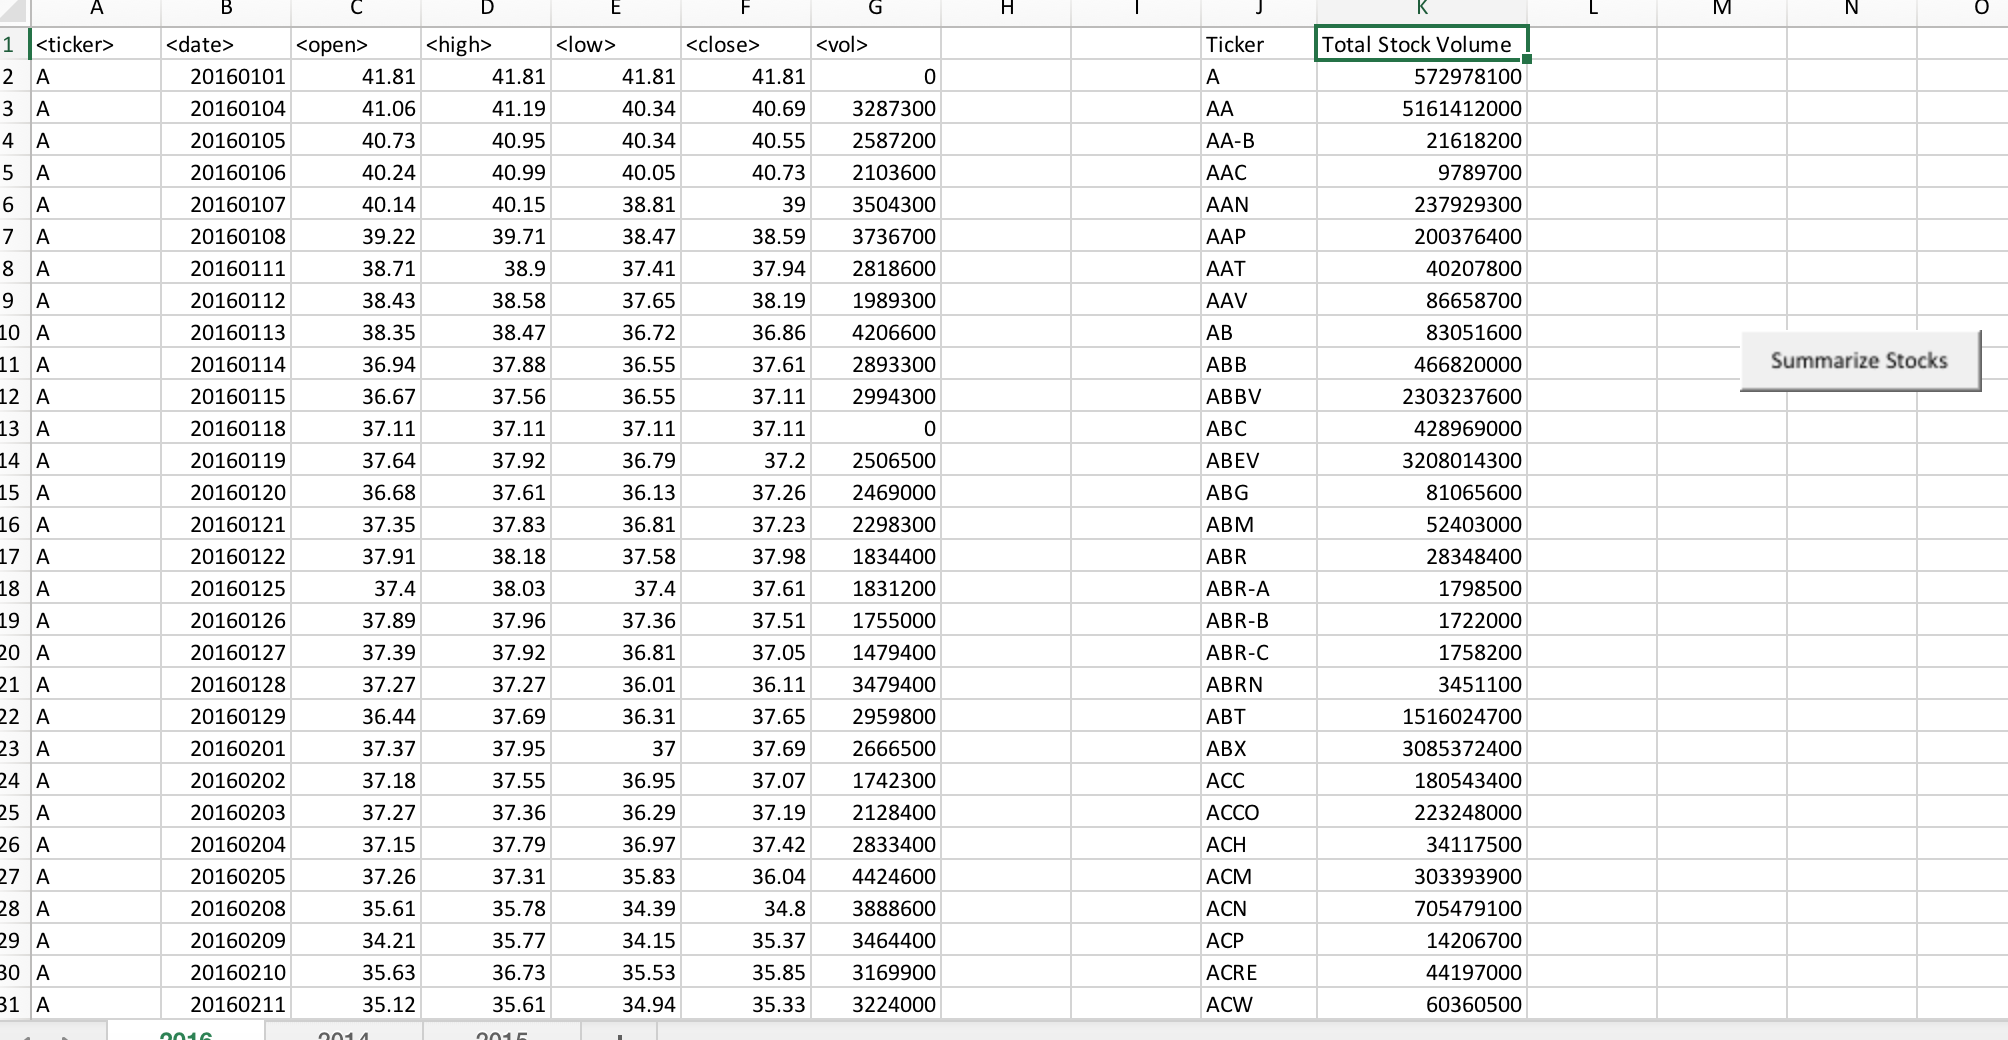 A B C D E F G H I J K L M N O
1 <ticker> <date> <open> <high> <low> <close> <vol> Ticker Total Stock Volume
2 A 20160101 41.81 41.81 41.81 41.81 0 A 572978100
3 A 20160104 41.06 41.19 40.34 40.69 3287300 AA 5161412000
4 A 20160105 40.73 40.95 40.34 40.55 2587200 AA-B 21618200
5 A 20160106 40.24 40.99 40.05 40.73 2103600 AAC 9789700
6 A 20160107 40.14 40.15 38.81 39 3504300 AAN 237929300
7 A 20160108 39.22 39.71 38.47 38.59 3736700 AAP 200376400
8 A 20160111 38.71 38.9 37.41 37.94 2818600 AAT 40207800
9 A 20160112 38.43 38.58 37.65 38.19 1989300 AAV 86658700
10 A 20160113 38.35 38.47 36.72 36.86 4206600 AB 83051600
11 A 20160114 36.94 37.88 36.55 37.61 2893300 ABB 466820000 Summarize Stocks
12 A 20160115 36.67 37.56 36.55 37.11 2994300 ABBV 2303237600
13 A 20160118 37.11 37.11 37.11 37.11 0 ABC 428969000
14 A 20160119 37.64 37.92 36.79 37.2 2506500 ABEV 3208014300
15 A 20160120 36.68 37.61 36.13 37.26 2469000 ABG 81065600
16 A 20160121 37.35 37.83 36.81 37.23 2298300 ABM 52403000
17 A 20160122 37.91 38.18 37.58 37.98 1834400 ABR 28348400
18 A 20160125 37.4 38.03 37.4 37.61 1831200 ABR-A 1798500
19 A 20160126 37.89 37.96 37.36 37.51 1755000 ABR-B 1722000
20 A 20160127 37.39 37.92 36.81 37.05 1479400 ABR-C 1758200
21 A 20160128 37.27 37.27 36.01 36.11 3479400 ABRN 3451100
22 A 20160129 36.44 37.69 36.31 37.65 2959800 ABT 1516024700
23 A 20160201 37.37 37.95 37 37.69 2666500 ABX 3085372400
24 A 20160202 37.18 37.55 36.95 37.07 1742300 ACC 180543400
25 A 20160203 37.27 37.36 36.29 37.19 2128400 ACCO 223248000
26 A 20160204 37.15 37.79 36.97 37.42 2833400 ACH 34117500
27 A 20160205 37.26 37.31 35.83 36.04 4424600 ACM 303393900
28 A 20160208 35.61 35.78 34.39 34.8 3888600 ACN 705479100
29 A 20160209 34.21 35.77 34.15 35.37 3464400 ACP 14206700
30 A 20160210 35.63 36.73 35.53 35.85 3169900 ACRE 44197000
31 A 20160211 35.12 35.61 34.94 35.33 3224000 ACW 60360500
2016 2014 2015 +